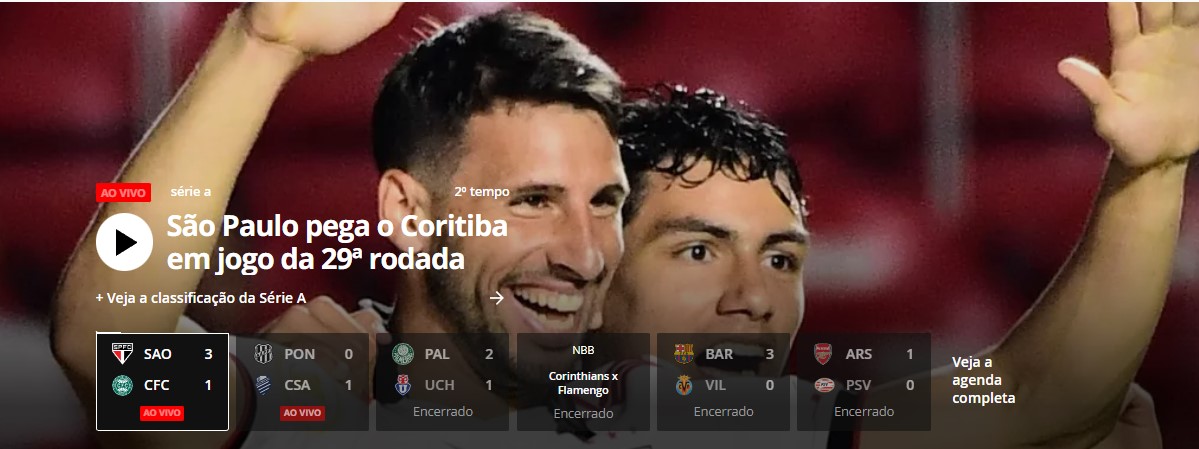 AO VIVO série a 2º tempo
São Paulo pega o Coritiba
em jogo da 29ª rodada
+ Veja a classificação da Série A
SPFC
SAO 3
CFC 1
AO VIVO
PON 0
CSA 1
AO VIVO
PAL 2
UCH 1
Encerrado
NBB
Corinthians x
Flamengo
Encerrado
BAR 3
VIL 0
Encerrado
ARS 1
PSV 0
Encerrado
Veja a
agenda
completa